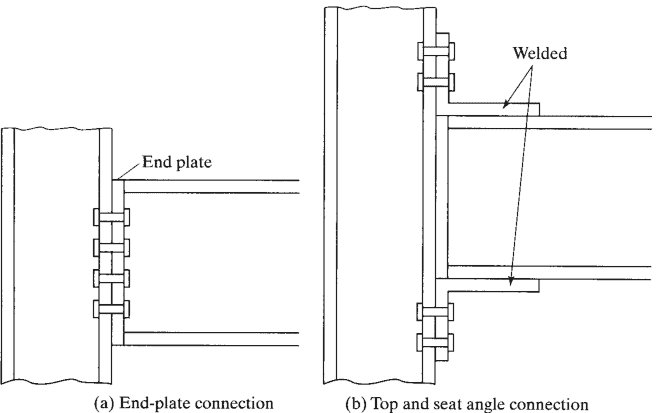 Welded
End plate
(a) End-plate connection
(b) Top and seat angle connection